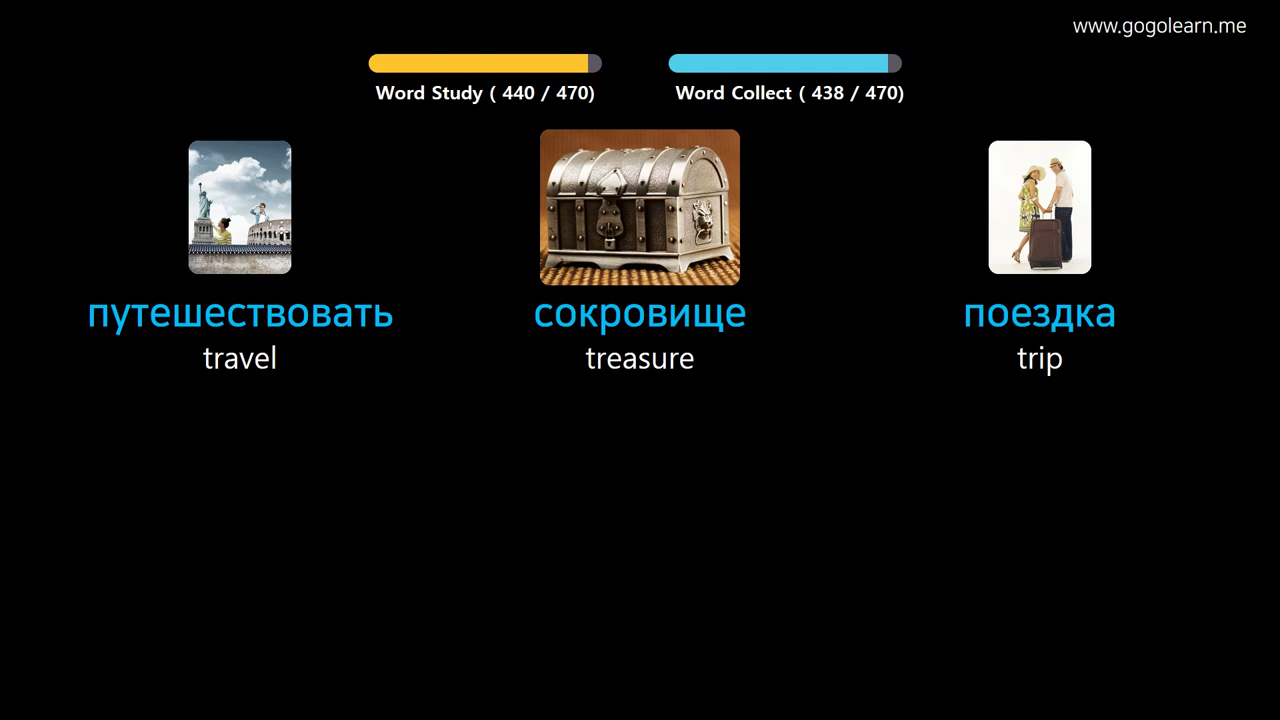 www.gogolearn.me
Word Study ( 440 / 470)
Word Collect ( 438 / 470)
путешествовать
travel
сокровище
treasure
поездка
trip